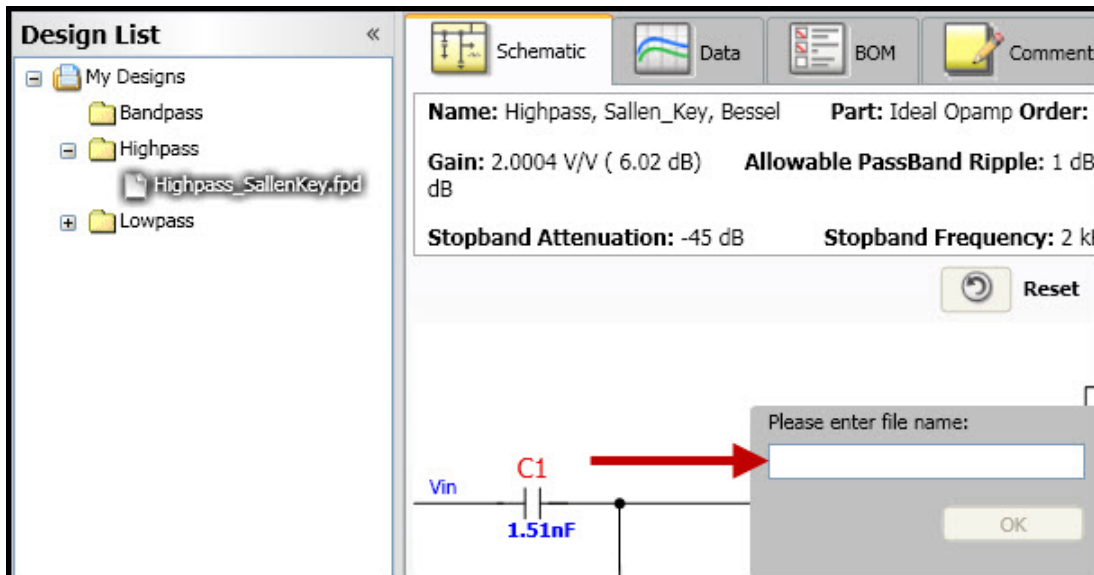 Design List «
My Designs
Bandpass
Highpass
Highpass_SallenKey.fpd
Lowpass
Schematic
Data
BOM
Comment
Name: Highpass, Sallen_Key, Bessel Part: Ideal Opamp Order:
Gain: 2.0004 V/V ( 6.02 dB) Allowable PassBand Ripple: 1 dB
dB
Stopband Attenuation: -45 dB Stopband Frequency: 2 k
Reset
Please enter file name:
C1
Vin
1.51nF
OK